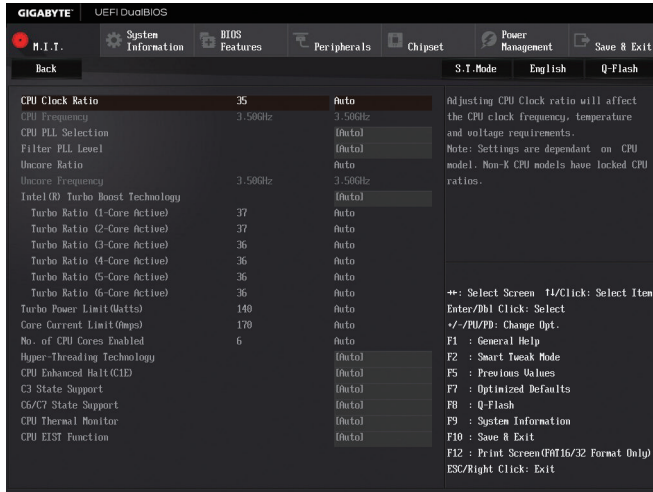 GIGABYTE™ UEFI DualBIOS
M.I.T. System Information BIOS Features Peripherals Chipset Power Management Save & Exit
Back S.T.Mode English Q-Flash
CPU Clock Ratio 35 Auto
CPU Frequency 3.50GHz 3.50GHz
CPU PLL Selection [Auto]
Filter PLL Level [Auto]
Uncore Ratio Auto
Uncore Frequency 3.50GHz 3.50GHz
Intel(R) Turbo Boost Technology [Auto]
Turbo Ratio (1-Core Active) 37 Auto
Turbo Ratio (2-Core Active) 37 Auto
Turbo Ratio (3-Core Active) 36 Auto
Turbo Ratio (4-Core Active) 36 Auto
Turbo Ratio (5-Core Active) 36 Auto
Turbo Ratio (6-Core Active) 36 Auto
Turbo Power Limit(Watts) 140 Auto
Core Current Limit(Amps) 170 Auto
No. of CPU Cores Enabled 6 Auto
Hyper-Threading Technology [Auto]
CPU Enhanced Halt(C1E) [Auto]
C3 State Support [Auto]
C6/C7 State Support [Auto]
CPU Thermal Monitor [Auto]
CPU EIST Function [Auto]
Adjusting CPU Clock ratio will affect
the CPU clock frequency, temperature
and voltage requirements.
Note: Settings are dependant on CPU
model. Non-K CPU models have locked CPU
ratios.
→←: Select Screen ↑↓/Click: Select Item
Enter/Dbl Click: Select
+/-/PU/PD: Change Opt.
F1 : General Help
F2 : Smart Tweak Mode
F5 : Previous Values
F7 : Optimized Defaults
F8 : Q-Flash
F9 : System Information
F10 : Save & Exit
F12 : Print Screen(FAT16/32 Format Only)
ESC/Right Click: Exit